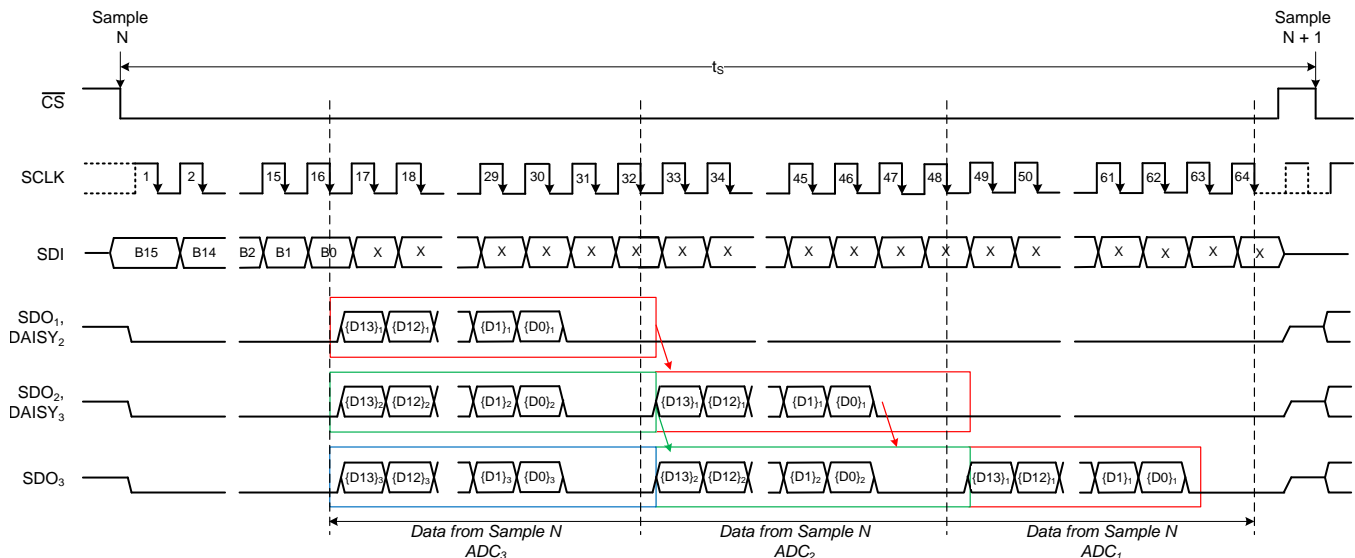 Sample
N
Sample
N + 1
tS
CS
SCLK
1 2 15 16 17 18 29 30 31 32 33 34 45 46 47 48 49 50 61 62 63 64
SDI
B15 B14 B2 B1 B0 X X X X X X X X X X X X X X X X X X
SDO1,
DAISY2
{D13}1 {D12}1 {D1}1 {D0}1
SDO2,
DAISY3
{D13}2 {D12}2 {D1}2 {D0}2 {D13}1 {D12}1 {D1}1 {D0}1
SDO3
{D13}3 {D12}3 {D1}3 {D0}3 {D13}2 {D12}2 {D1}2 {D0}2 {D13}1 {D12}1 {D1}1 {D0}1
Data from Sample N
ADC3
Data from Sample N
ADC2
Data from Sample N
ADC1